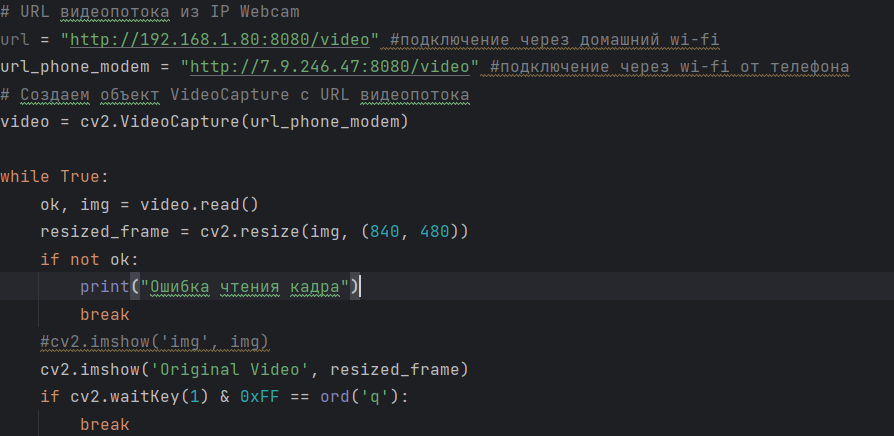 # URL видеопотока из IP Webcam
url = "http://192.168.1.80:8080/video" #подключение через домашний wi-fi
url_phone_modem = "http://7.9.246.47:8080/video" #подключение через wi-fi от телефона
# Создаем объект VideoCapture с URL видеопотока
video = cv2.VideoCapture(url_phone_modem)
while True:
    ok, img = video.read()
    resized_frame = cv2.resize(img, (840, 480))
    if not ok:
        print("Ошибка чтения кадра")
        break
    #cv2.imshow('img', img)
    cv2.imshow('Original Video', resized_frame)
    if cv2.waitKey(1) & 0xFF == ord('q'):
        break